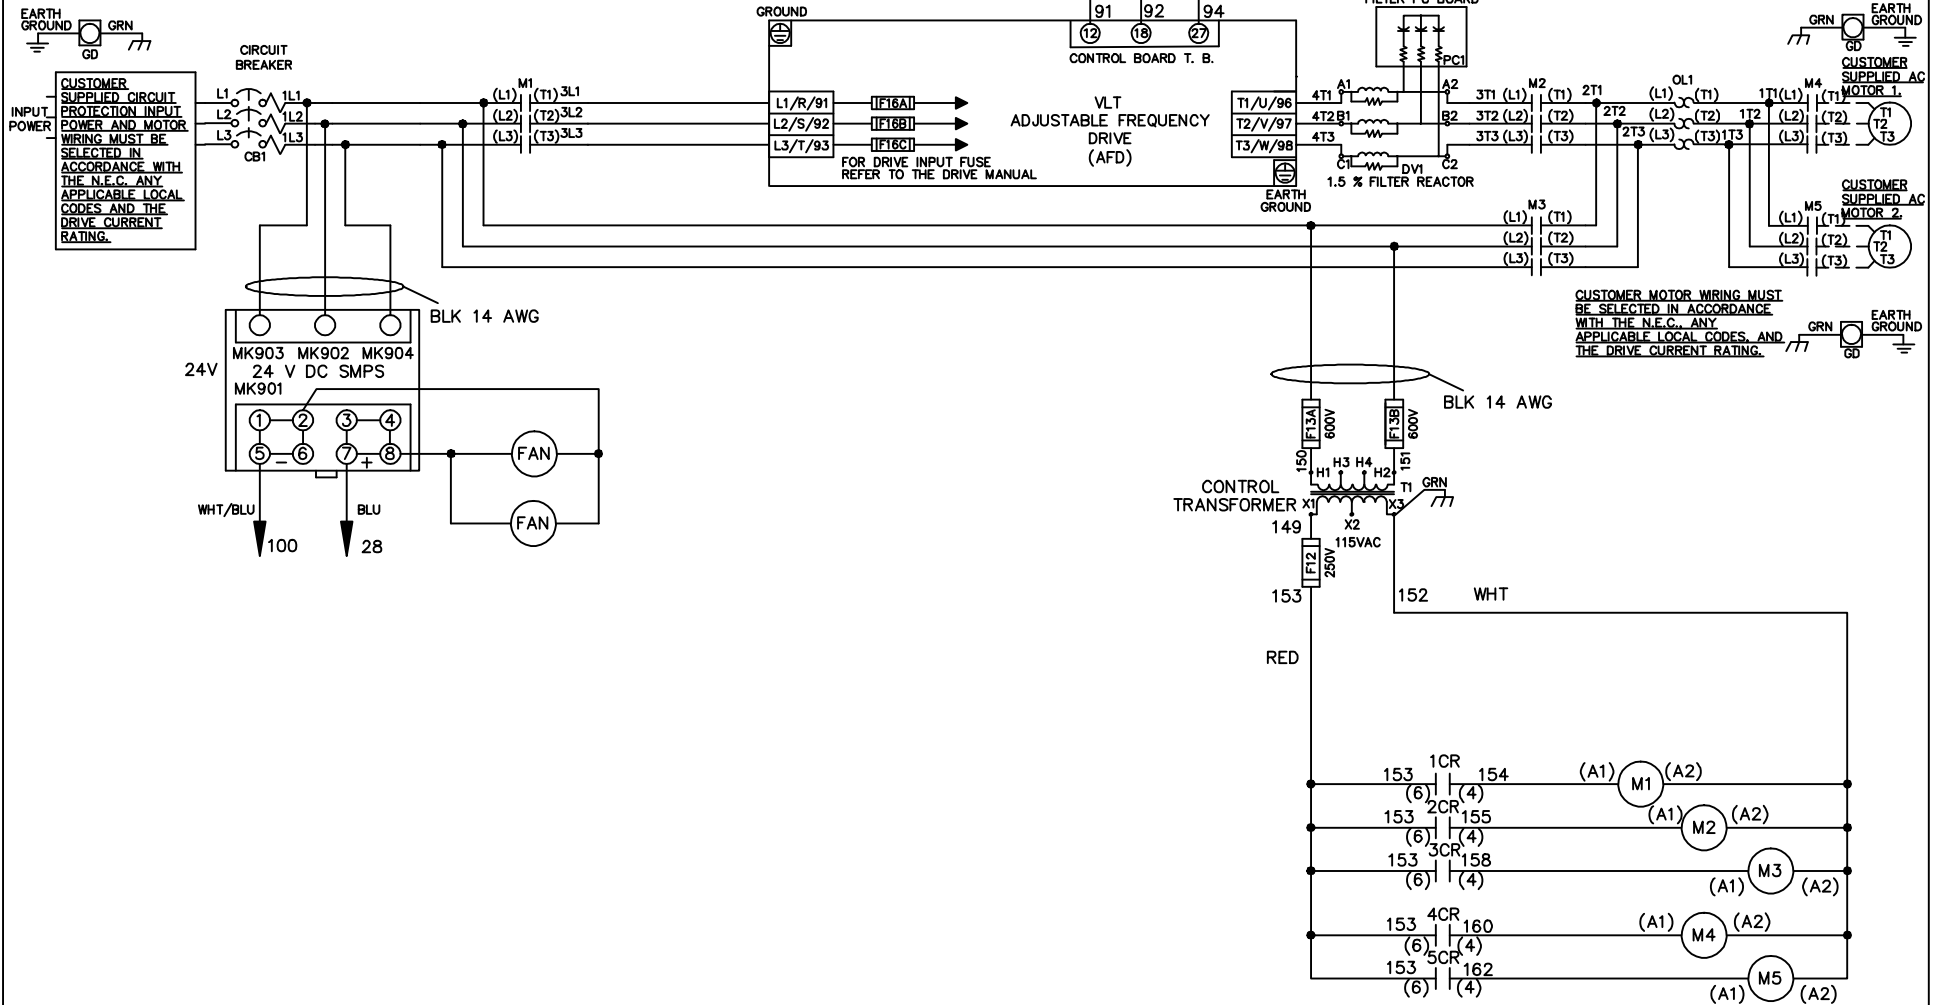 EARTH
GROUND
GRN
GD
INPUT
POWER
CUSTOMER
SUPPLIED CIRCUIT
PROTECTION INPUT
POWER AND MOTOR
WIRING MUST BE
SELECTED IN
ACCORDANCE WITH
THE N.E.C. ANY
APPLICABLE LOCAL
CODES AND THE
DRIVE CURRENT
RATING.
CIRCUIT
BREAKER
L1 1L1
L2 1L2
L3 1L3
CB1
M1
(L1) (T1) 3L1
(L2) (T2) 3L2
(L3) (T3) 3L3
GROUND
L1/R/91
L2/S/92
L3/T/93
F16A
F16B
F16C
FOR DRIVE INPUT FUSE
REFER TO THE DRIVE MANUAL
91 92 94
12 18 27
CONTROL BOARD T. B.
VLT
ADJUSTABLE FREQUENCY
DRIVE
(AFD)
T1/U/96
T2/V/97
T3/W/98
EARTH
GROUND
PC1
4T1 A1 A2
4T2 B1 B2
4T3 C1 C2
DV1
1.5 % FILTER REACTOR
M2
3T1 (L1) (T1) 2T1
3T2 (L2) (T2) 2T2
3T3 (L3) (T3) 2T3
OL1
(L1) (T1) 1T1
(L2) (T2) 1T2
(L3) (T3) 1T3
M4
(L1) (T1)
(L2) (T2)
(L3) (T3)
GRN
GD
EARTH
GROUND
CUSTOMER
SUPPLIED AC
MOTOR 1.
T1
T2
T3
M3
(L1) (T1)
(L2) (T2)
(L3) (T3)
M5
(L1) (T1)
(L2) (T2)
(L3) (T3)
CUSTOMER
SUPPLIED AC
MOTOR 2.
T1
T2
T3
CUSTOMER MOTOR WIRING MUST
BE SELECTED IN ACCORDANCE
WITH THE N.E.C., ANY
APPLICABLE LOCAL CODES, AND
THE DRIVE CURRENT RATING.
GRN
GD
EARTH
GROUND
BLK 14 AWG
MK903 MK902 MK904
24V
24 V DC SMPS
MK901
1 2 3 4
5 - 6 7 + 8
FAN
FAN
WHT/BLU
BLU
100
28
BLK 14 AWG
F13A
600V
F13B
600V
150
151
H1 H3 H4 H2
T1
GRN
CONTROL
TRANSFORMER
X1 X2 X3
149
115VAC
F12
250V
153
152
WHT
RED
1CR
153 154
(6) (4)
(A1) M1 (A2)
2CR
153 155
(6) (4)
(A1) M2 (A2)
3CR
153 158
(6) (4)
(A1) M3 (A2)
4CR
153 160
(6) (4)
(A1) M4 (A2)
5CR
153 162
(6) (4)
(A1) M5 (A2)